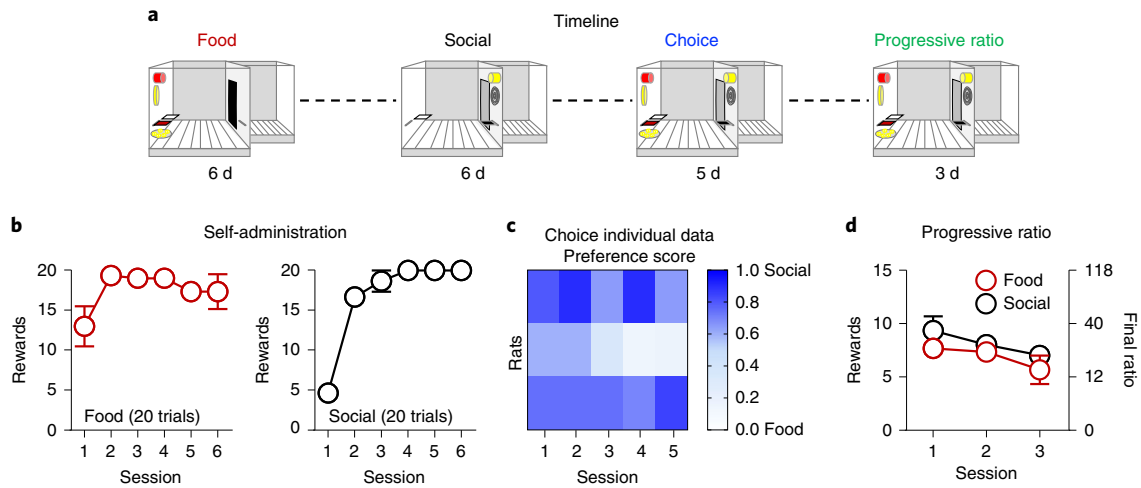 a
Timeline
Food
Social
Choice
Progressive ratio
6 d
6 d
5 d
3 d
b
Self-administration
20
15
10
5
0
Rewards
Food (20 trials)
1 2 3 4 5 6
Session
20
15
10
5
0
Rewards
Social (20 trials)
1 2 3 4 5 6
Session
c
Choice individual data
Preference score
Rats
1 2 3 4 5
Session
1.0 Social
0.8
0.6
0.4
0.2
0.0 Food
d
Progressive ratio
15
10
5
0
Rewards
Food
Social
118
40
12
0
Final ratio
1 2 3
Session